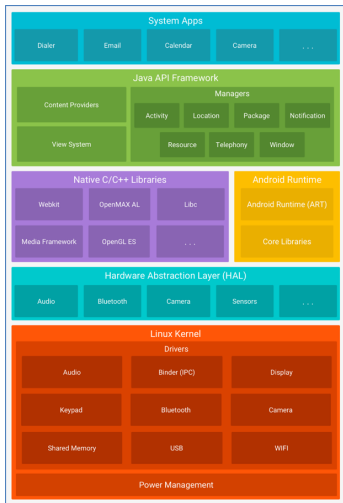 System Apps
Dialer Email Calendar Camera . . .
Java API Framework
Managers
Content Providers
Activity Location Package Notification
View System
Resource Telephony Window
Native C/C++ Libraries
Webkit OpenMAX AL Libc
Media Framework OpenGL ES . . .
Android Runtime
Android Runtime (ART)
Core Libraries
Hardware Abstraction Layer (HAL)
Audio Bluetooth Camera Sensors . . .
Linux Kernel
Drivers
Audio Binder (IPC) Display
Keypad Bluetooth Camera
Shared Memory USB WIFI
Power Management